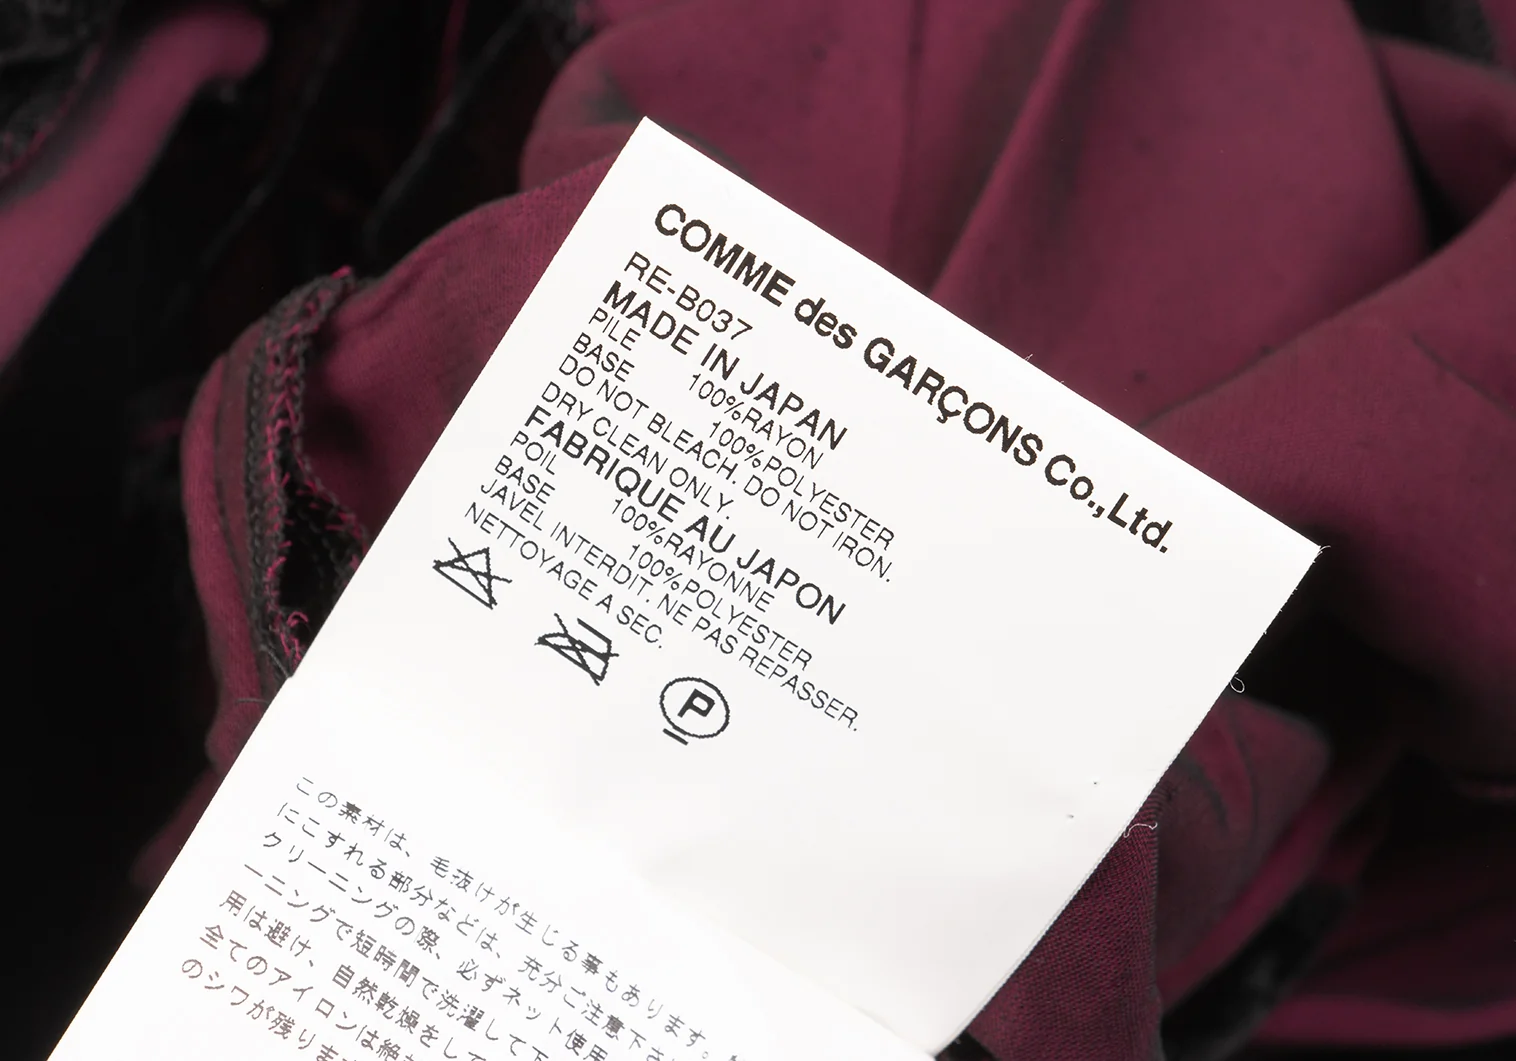 COMME des GARÇONS Co.,Ltd.
RE-B037
MADE IN JAPAN
PILE 100%RAYON
BASE 100%POLYESTER
DO NOT BLEACH. DO NOT IRON.
DRY CLEAN ONLY.
FABRIQUE AU JAPON
POIL 100%RAYONNE
BASE 100%POLYESTER
JAVEL INTERDIT. NE PAS REPASSER.
NETTOYAGE A SEC.
P
この素材は、毛抜けが生じる事もあります。
にこすれる部分などは、充分ご注意下さ
クリーニングの際、必ずネット使用
ーニングで短時間で洗濯して下
用は避け、自然乾燥をして
全てのアイロンは絶
のシワが残りま